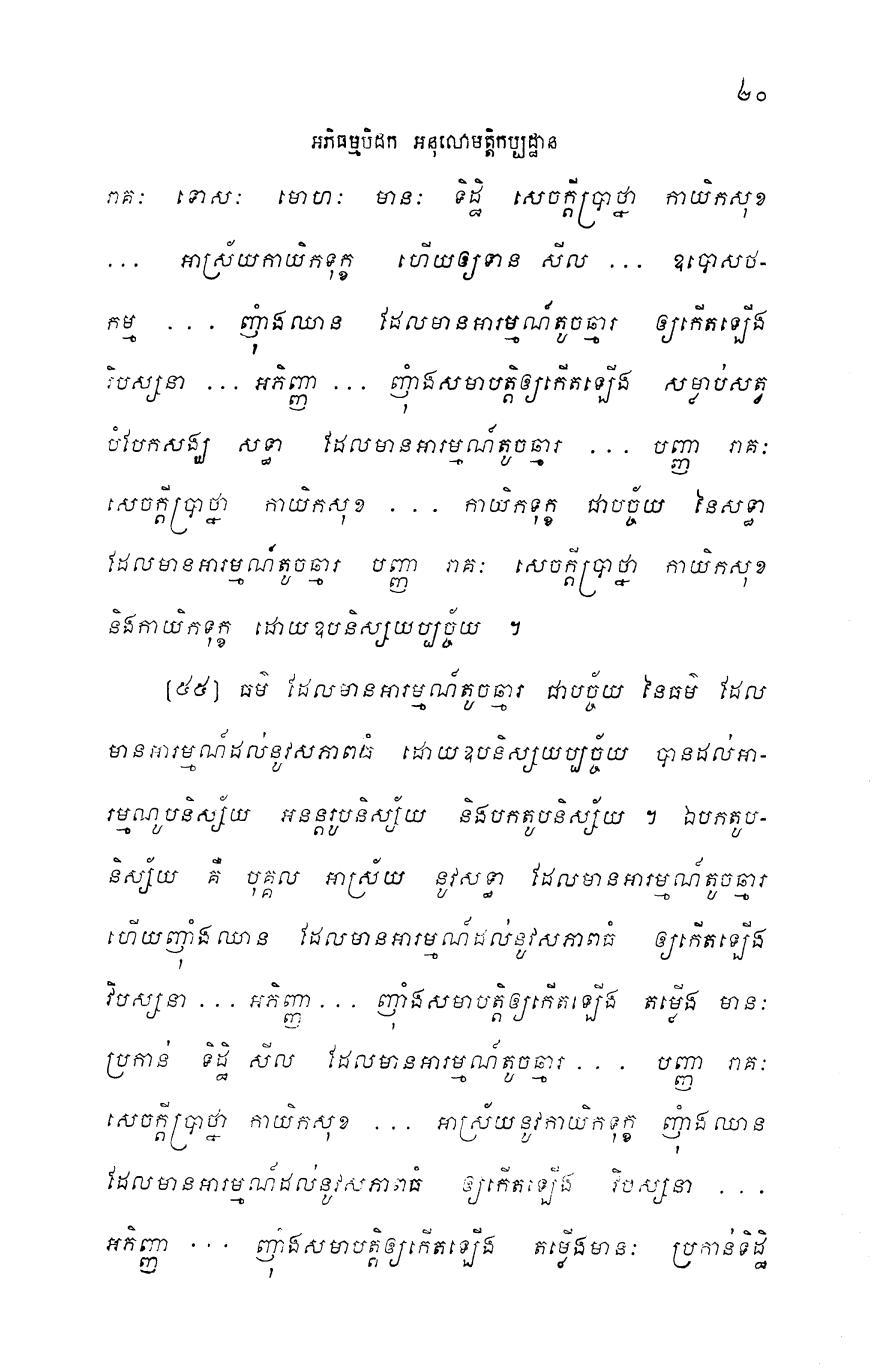 ៤០
អភិធម្មបិដក អនុលោមត្តិកប្បដ្ឋាន
រាគៈ ទោសៈ មោហៈ មានៈ ទិដ្ឋិ សេចក្តីប្រាថ្នា កាយិកសុខ
... អាស្រ័យកាយិកទុក្ខ ហើយឲ្យទាន សីល ... ឧបោសថ-
កម្ម ... ញុំាងឈាន ដែលមានអារម្មណ៍តូចឆ្មារ ឲ្យកើតឡើង
វិបស្សនា ... អភិញ្ញា ... ញុំាងសមាបត្តិឲ្យកើតឡើង សម្លាប់សត្វ
បំបែកសង្ឃ សទ្ធា ដែលមានអារម្មណ៍តូចឆ្មារ ... បញ្ញា រាគៈ
សេចក្តីប្រាថ្នា កាយិកសុខ ... កាយិកទុក្ខ ជាបច្ច័យ នៃសទ្ធា
ដែលមានអារម្មណ៍តូចឆ្មារ បញ្ញា រាគៈ សេចក្តីប្រាថ្នា កាយិកសុខ
និងកាយិកទុក្ខ ដោយឧបនិស្សយប្បច្ច័យ ។
[៥៥] ធម៌ ដែលមានអារម្មណ៍តូចឆ្មារ ជាបច្ច័យ នៃធម៌ ដែល
មានអារម្មណ៍ដល់នូវសភាពធំ ដោយឧបនិស្សយប្បច្ច័យ បានដល់អា-
រម្មណូបនិស្ស័យ អនន្តរូបនិស្ស័យ និងបកតូបនិស្ស័យ ។ ឯបកតូប-
និស្ស័យ គឺ បុគ្គល អាស្រ័យ នូវសទ្ធា ដែលមានអារម្មណ៍តូចឆ្មារ
ហើយញុំាងឈាន ដែលមានអារម្មណ៍ដល់នូវសភាពធំ ឲ្យកើតឡើង
វិបស្សនា ... អភិញ្ញា ... ញុំាងសមាបត្តិឲ្យកើតឡើង តម្លើង មានៈ
ប្រកាន់ ទិដ្ឋិ សីល ដែលមានអារម្មណ៍តូចឆ្មារ ... បញ្ញា រាគៈ
សេចក្តីប្រាថ្នា កាយិកសុខ ... អាស្រ័យនូវកាយិកទុក្ខ ញុំាងឈាន
ដែលមានអារម្មណ៍ដល់នូវសភាពធំ ឲ្យកើតឡើង វិបស្សនា ...
អភិញ្ញា ... ញុំាងសមាបត្តិឲ្យកើតឡើង តម្លើងមានៈ ប្រកាន់ទិដ្ឋិ